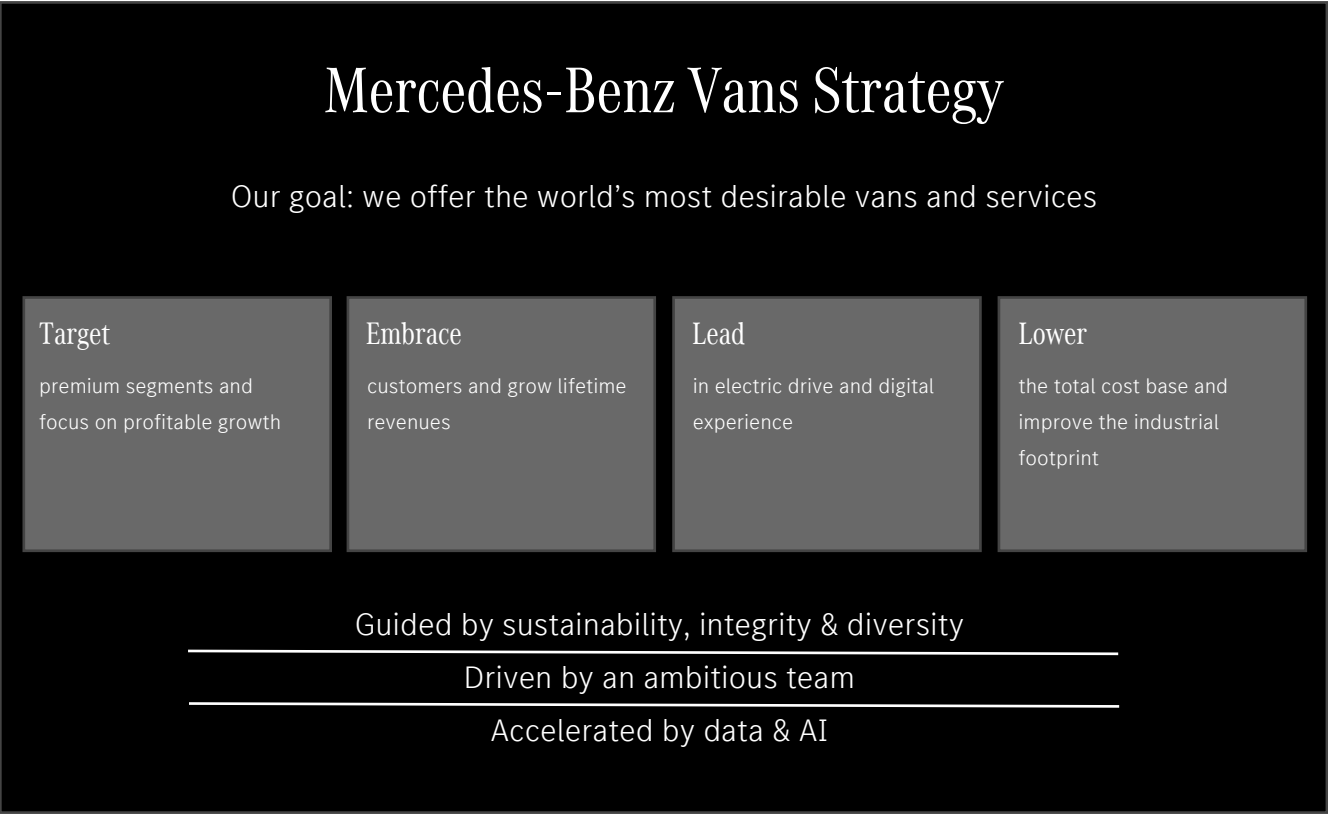 Mercedes-Benz Vans Strategy
Our goal: we offer the world’s most desirable vans and services
Target
premium segments and
focus on profitable growth
Embrace
customers and grow lifetime
revenues
Lead
in electric drive and digital
experience
Lower
the total cost base and
improve the industrial
footprint
Guided by sustainability, integrity & diversity
Driven by an ambitious team
Accelerated by data & AI